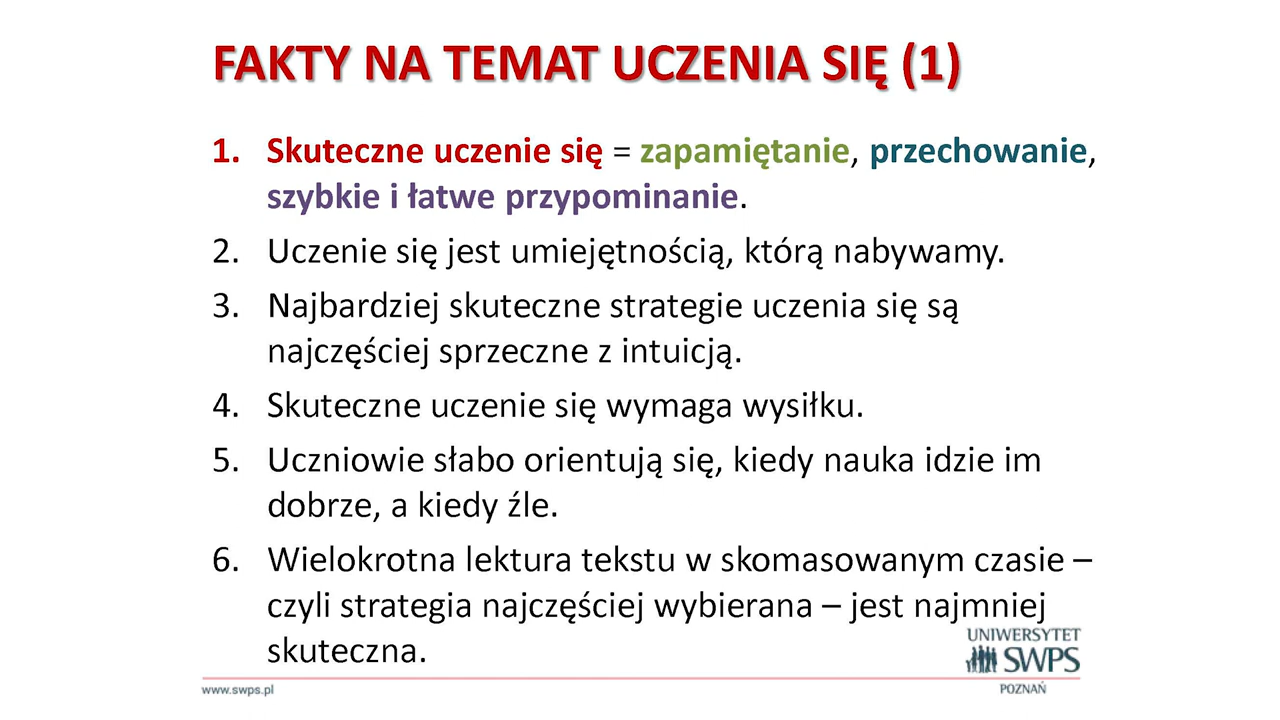 FAKTY NA TEMAT UCZENIA SIĘ (1)
1. Skuteczne uczenie się = zapamiętanie, przechowanie,
szybkie i łatwe przypominanie.
2. Uczenie się jest umiejętnością, którą nabywamy.
3. Najbardziej skuteczne strategie uczenia się są
najczęściej sprzeczne z intuicją.
4. Skuteczne uczenie się wymaga wysiłku.
5. Uczniowie słabo orientują się, kiedy nauka idzie im
dobrze, a kiedy źle.
6. Wielokrotna lektura tekstu w skomasowanym czasie –
czyli strategia najczęściej wybierana – jest najmniej
skuteczna.
UNIWERSYTET
SWPS
www.swps.pl
POZNAŃ